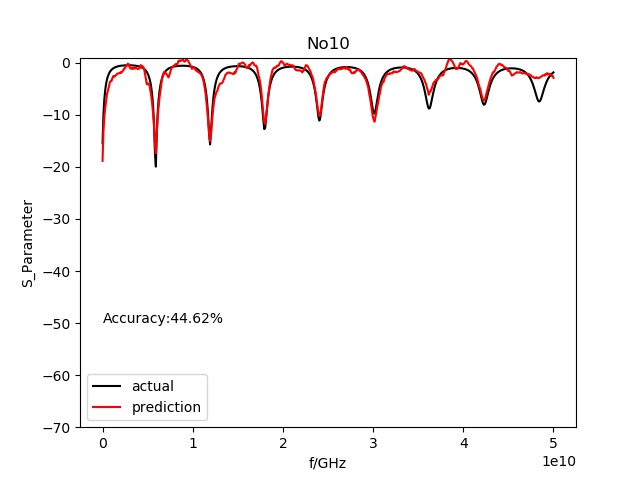 No10
0
−10
−20
−30
−40
−50
−60
−70
S_Parameter
Accuracy:44.62%
actual
prediction
0 1 2 3 4 5
1e10
f/GHz